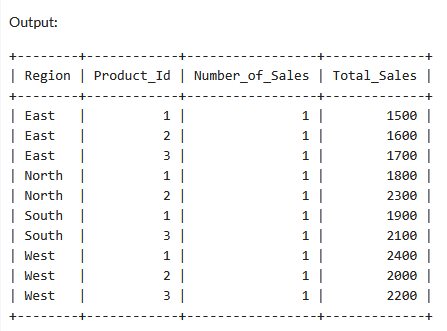 Output:
+--------+------------+-----------------+-------------+
| Region | Product_Id | Number_of_Sales | Total_Sales |
+--------+------------+-----------------+-------------+
| East   |          1 |               1 |        1500 |
| East   |          2 |               1 |        1600 |
| East   |          3 |               1 |        1700 |
| North  |          1 |               1 |        1800 |
| North  |          2 |               1 |        2300 |
| South  |          1 |               1 |        1900 |
| South  |          3 |               1 |        2100 |
| West   |          1 |               1 |        2400 |
| West   |          2 |               1 |        2000 |
| West   |          3 |               1 |        2200 |
+--------+------------+-----------------+-------------+